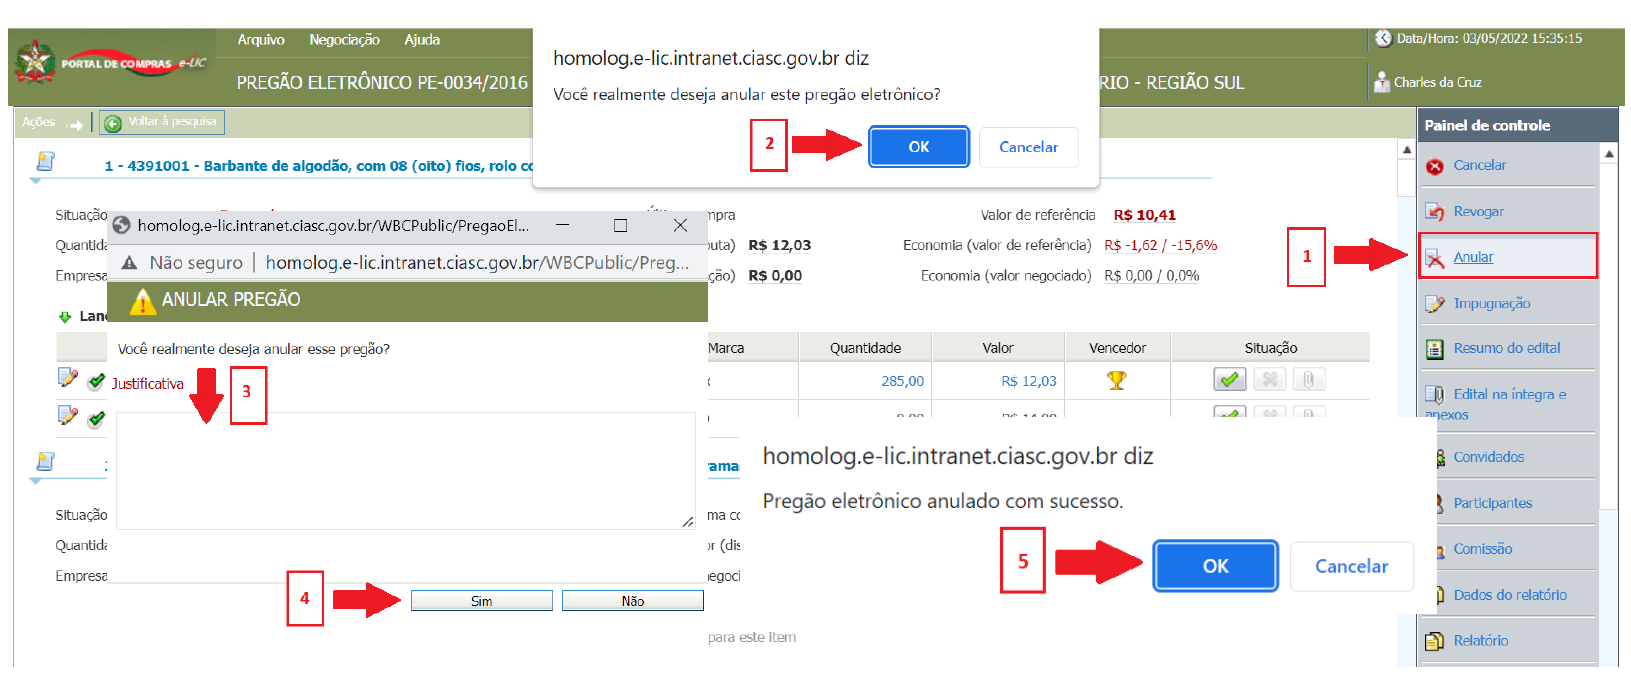 Arquivo Negociação Ajuda
PORTAL DE COMPRAS e-LIC
PREGÃO ELETRÔNICO PE-0034/2016
RIO - REGIÃO SUL
Data/Hora: 03/05/2022 15:35:15
Charles da Cruz
homolog.e-lic.intranet.ciasc.gov.br diz
Você realmente deseja anular este pregão eletrônico?
2
OK
Cancelar
Ações
Voltar à pesquisa
1 - 4391001 - Barbante de algodão, com 08 (oito) fios, rolo co
Situação
mpra
Valor de referência R$ 10,41
Quantida
puta) R$ 12,03
Economia (valor de referência) R$ -1,62 / -15,6%
Empresa
ção) R$ 0,00
Economia (valor negociado) R$ 0,00 / 0,0%
homolog.e-lic.intranet.ciasc.gov.br/WBCPublic/PregaoEl...
Não seguro | homolog.e-lic.intranet.ciasc.gov.br/WBCPublic/Preg...
ANULAR PREGÃO
Você realmente deseja anular esse pregão?
Justificativa
3
4
Sim
Não
Lan
Marca Quantidade Valor Vencedor Situação
285,00 R$ 12,03
Situação
ma co
Quantida
or (dis
Empresa
egoci
rama
para este item
homolog.e-lic.intranet.ciasc.gov.br diz
Pregão eletrônico anulado com sucesso.
5
OK
Cancelar
Painel de controle
Cancelar
Revogar
1
Anular
Impugnação
Resumo do edital
Edital na íntegra e
anexos
Convidados
Participantes
Comissão
Dados do relatório
Relatório